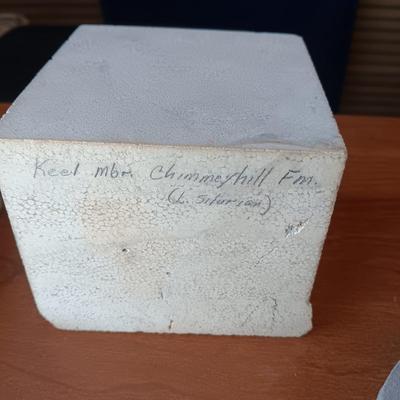 Keel mbr Chimneyhill Fm.
(L. Silurian)